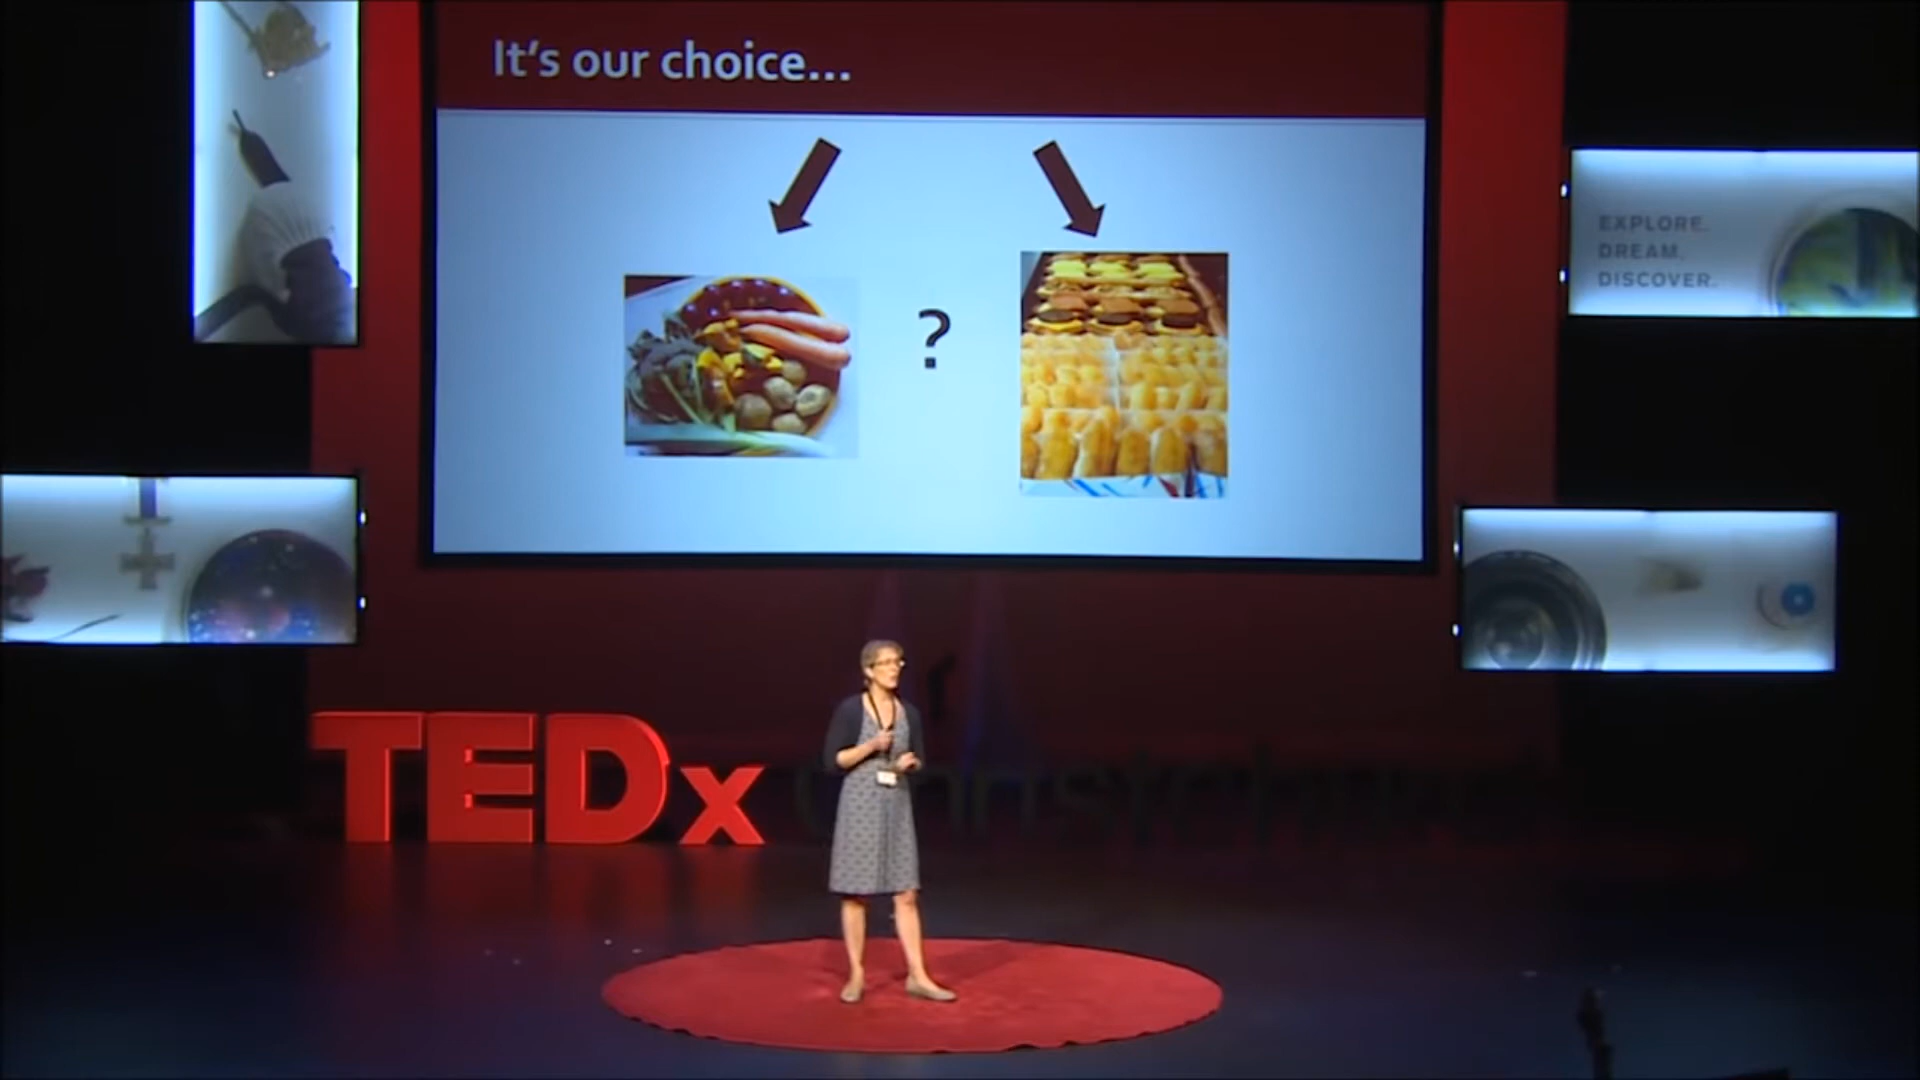 It's our choice...
?
EXPLORE.
DREAM.
DISCOVER.
TEDx